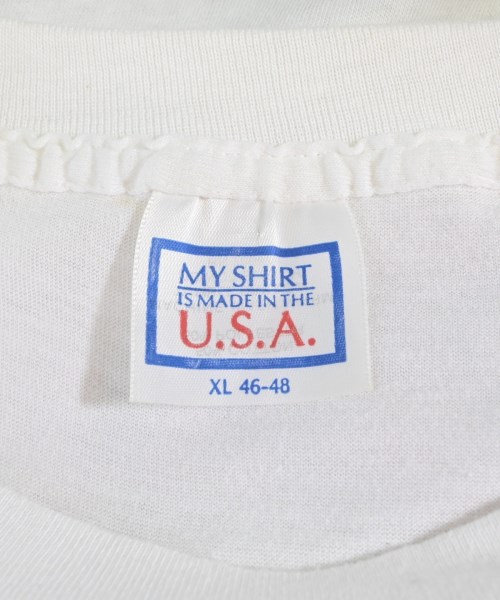 MY SHIRT
IS MADE IN THE
U.S.A.
XL 46-48